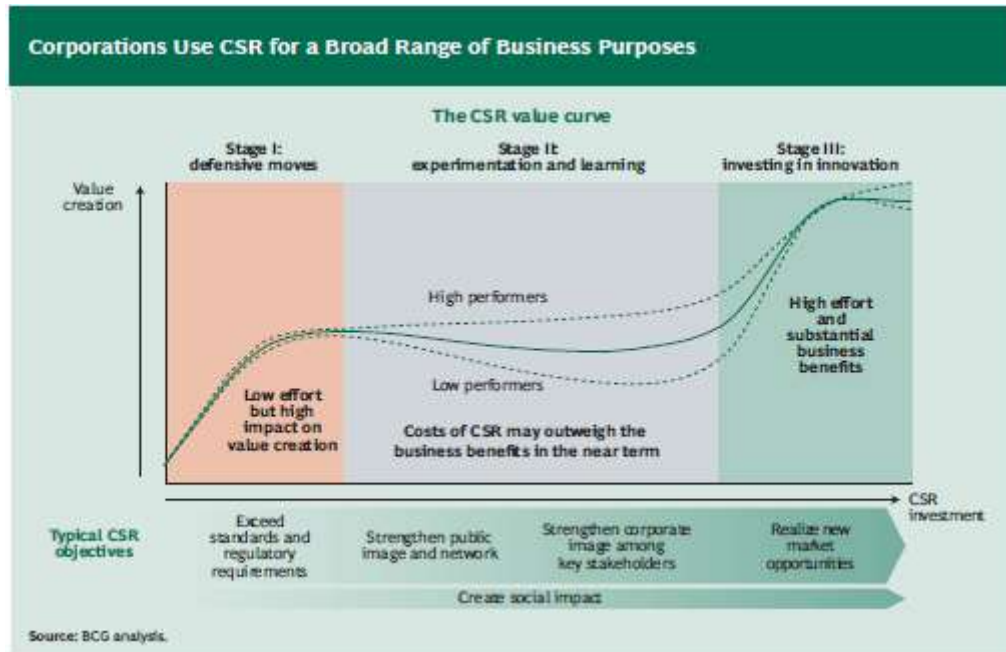 Corporations Use CSR for a Broad Range of Business Purposes
The CSR value curve
Stage I:
defensive moves
Stage II:
experimentation and learning
Stage III:
investing in innovation
Value
creation
High performers
Low performers
Low effort
but high
impact on
value creation
Costs of CSR may outweigh the
business benefits in the near term
High effort
and
substantial
business
benefits
CSR
investment
Typical CSR
objectives
Exceed
standards and
regulatory
requirements
Strengthen public
image and network
Strengthen corporate
image among
key stakeholders
Realize new
market
opportunities
Create social impact
Source: BCG analysis.